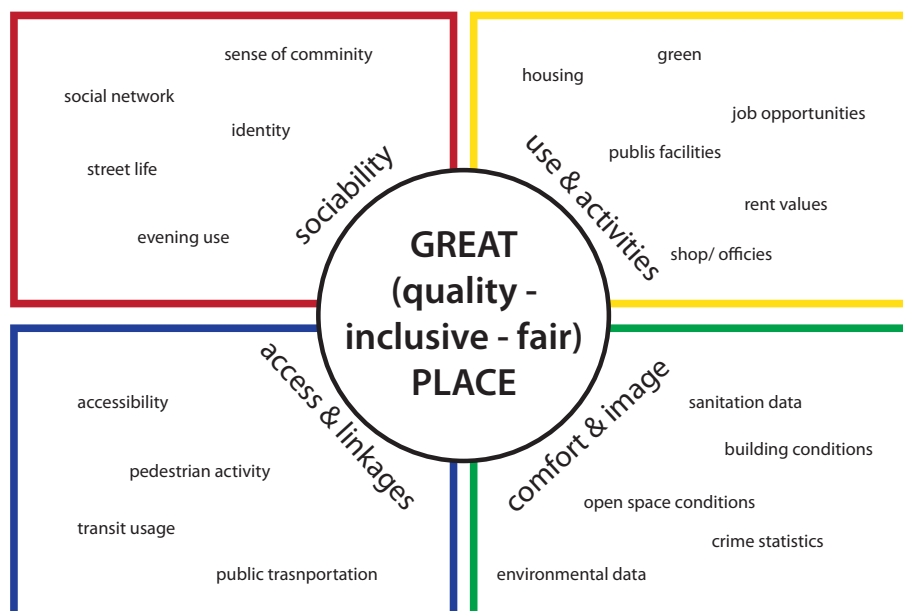 sense of comminity
social network
identity
street life
evening use
sociability
green
housing
job opportunities
publis facilities
rent values
shop/ officies
use & activities
GREAT
(quality -
inclusive - fair)
PLACE
access & linkages
accessibility
pedestrian activity
transit usage
public trasnportation
comfort & image
sanitation data
building conditions
open space conditions
crime statistics
environmental data